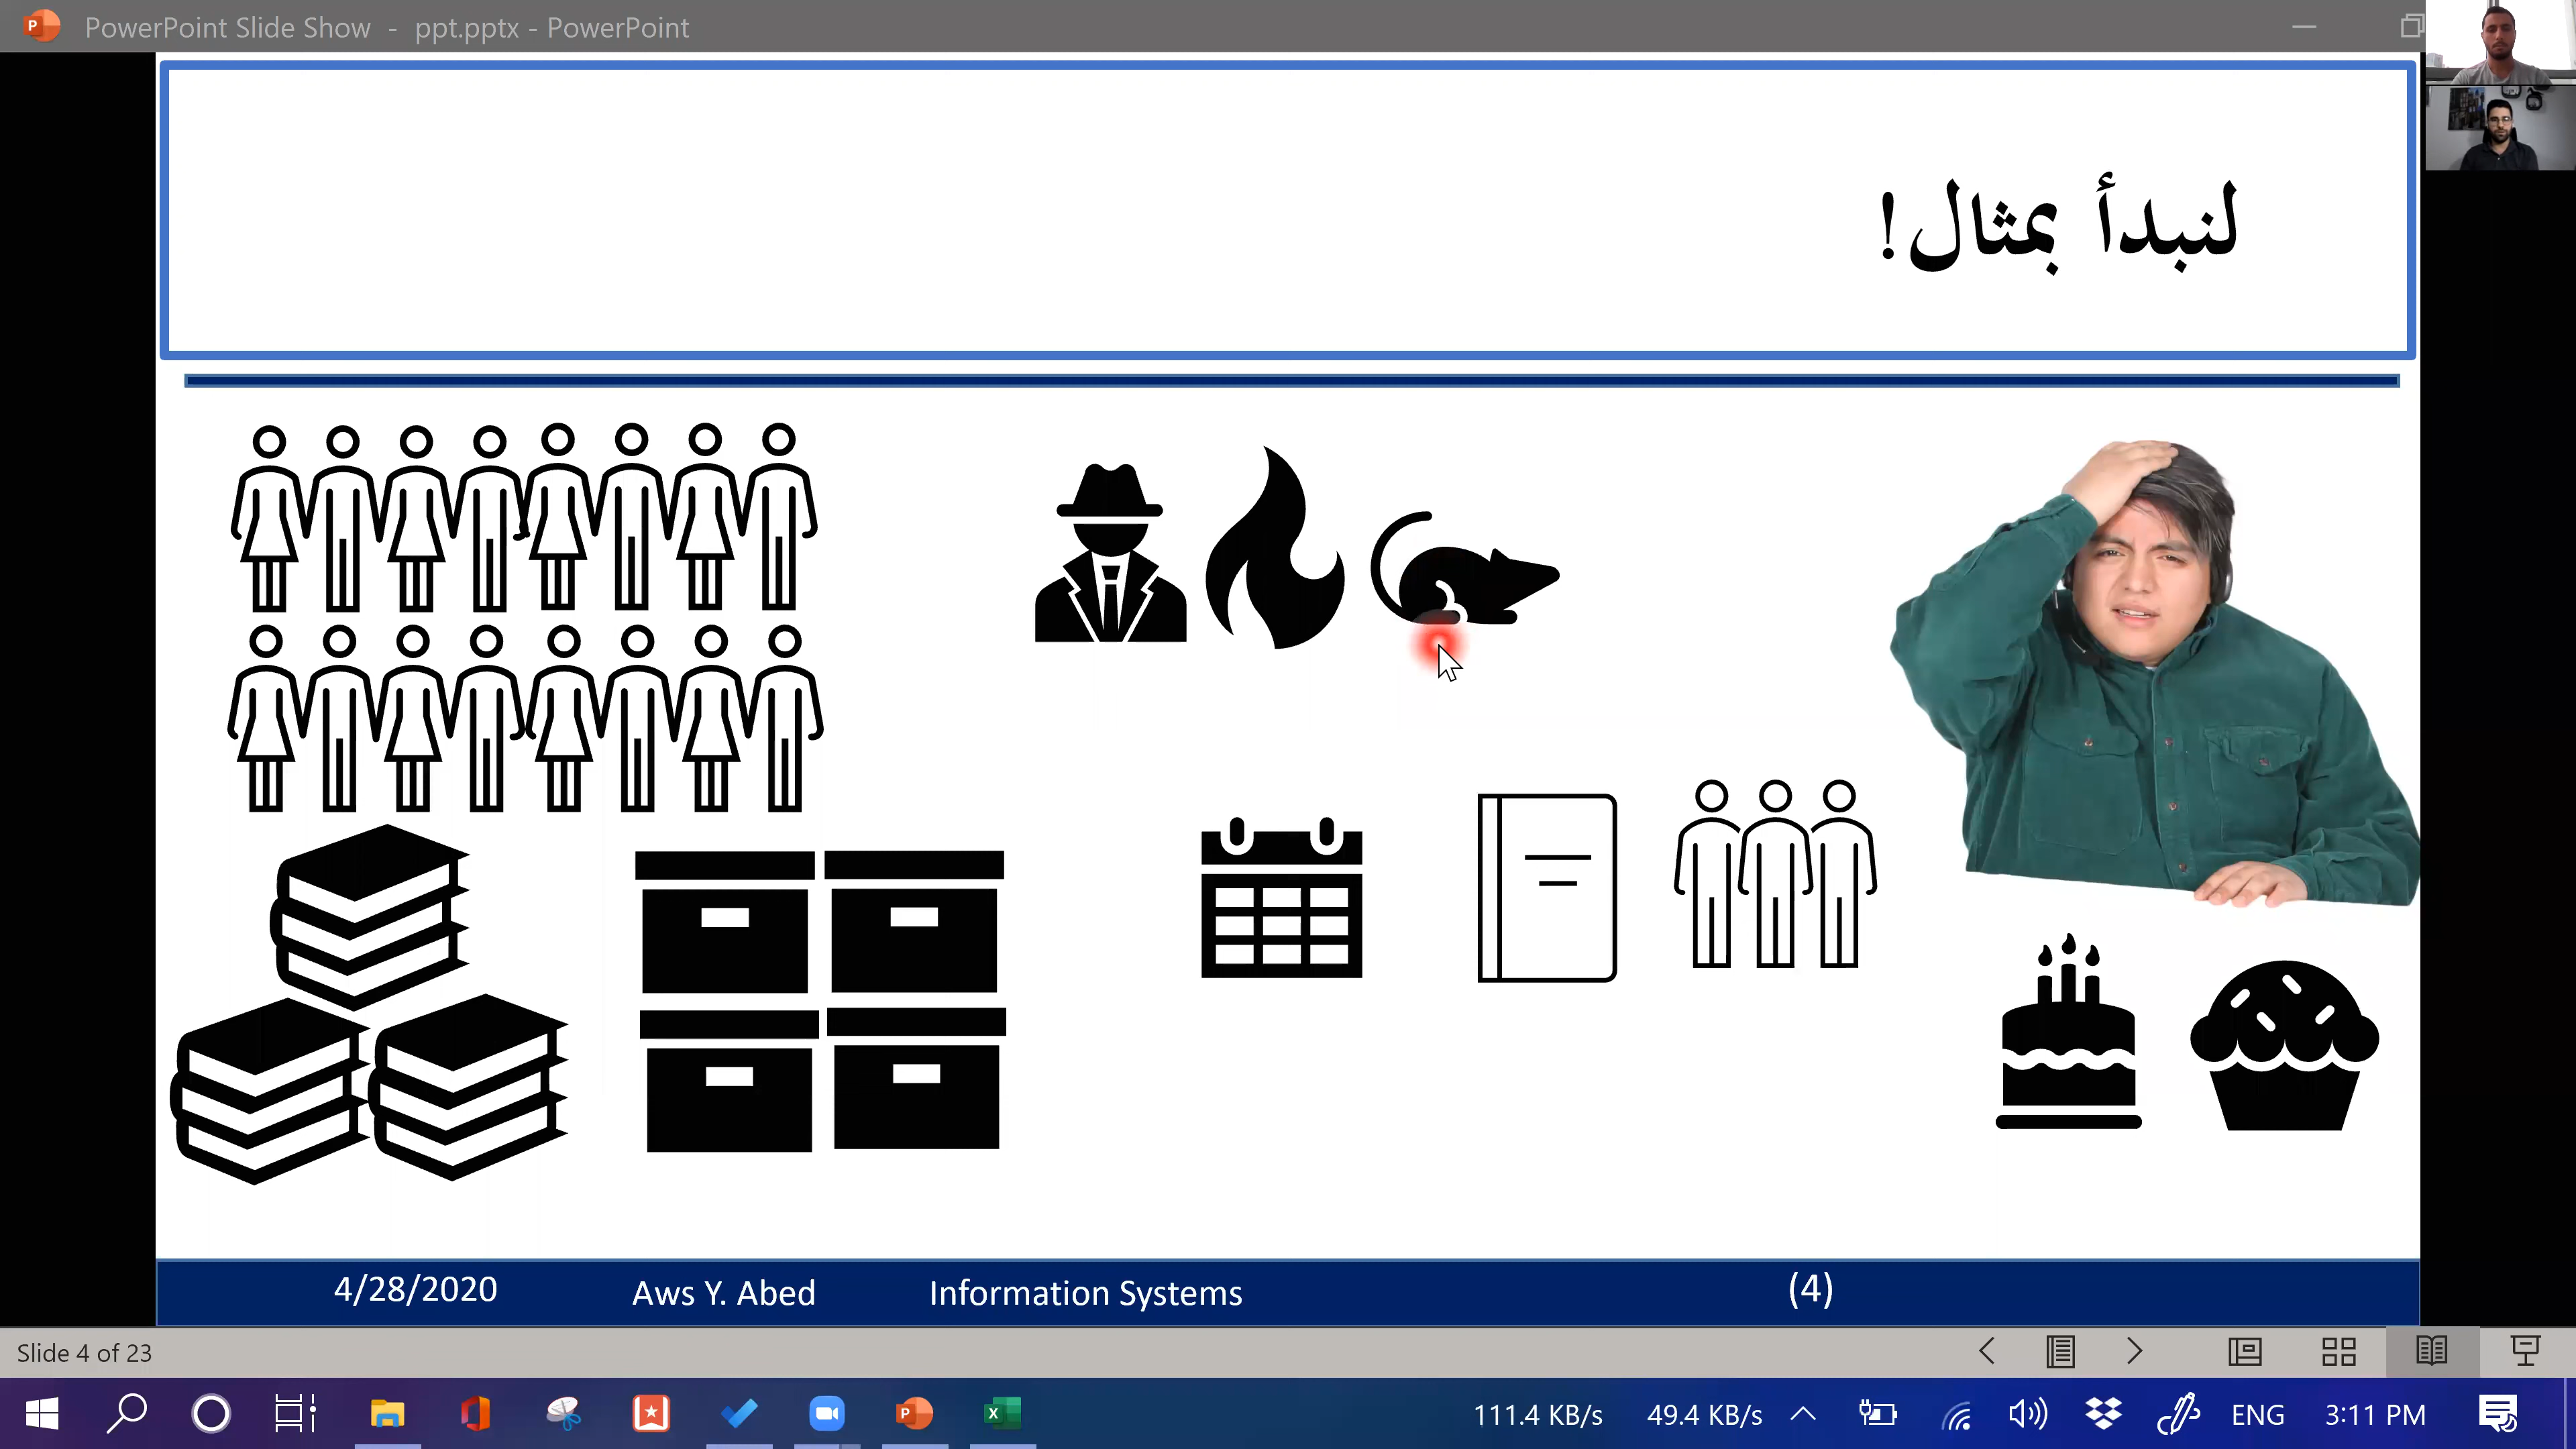 PowerPoint Slide Show - ppt.pptx - PowerPoint
لنبدأ بمثال!
4/28/2020 Aws Y. Abed Information Systems (4)
Slide 4 of 23
111.4 KB/s 49.4 KB/s ENG 3:11 PM